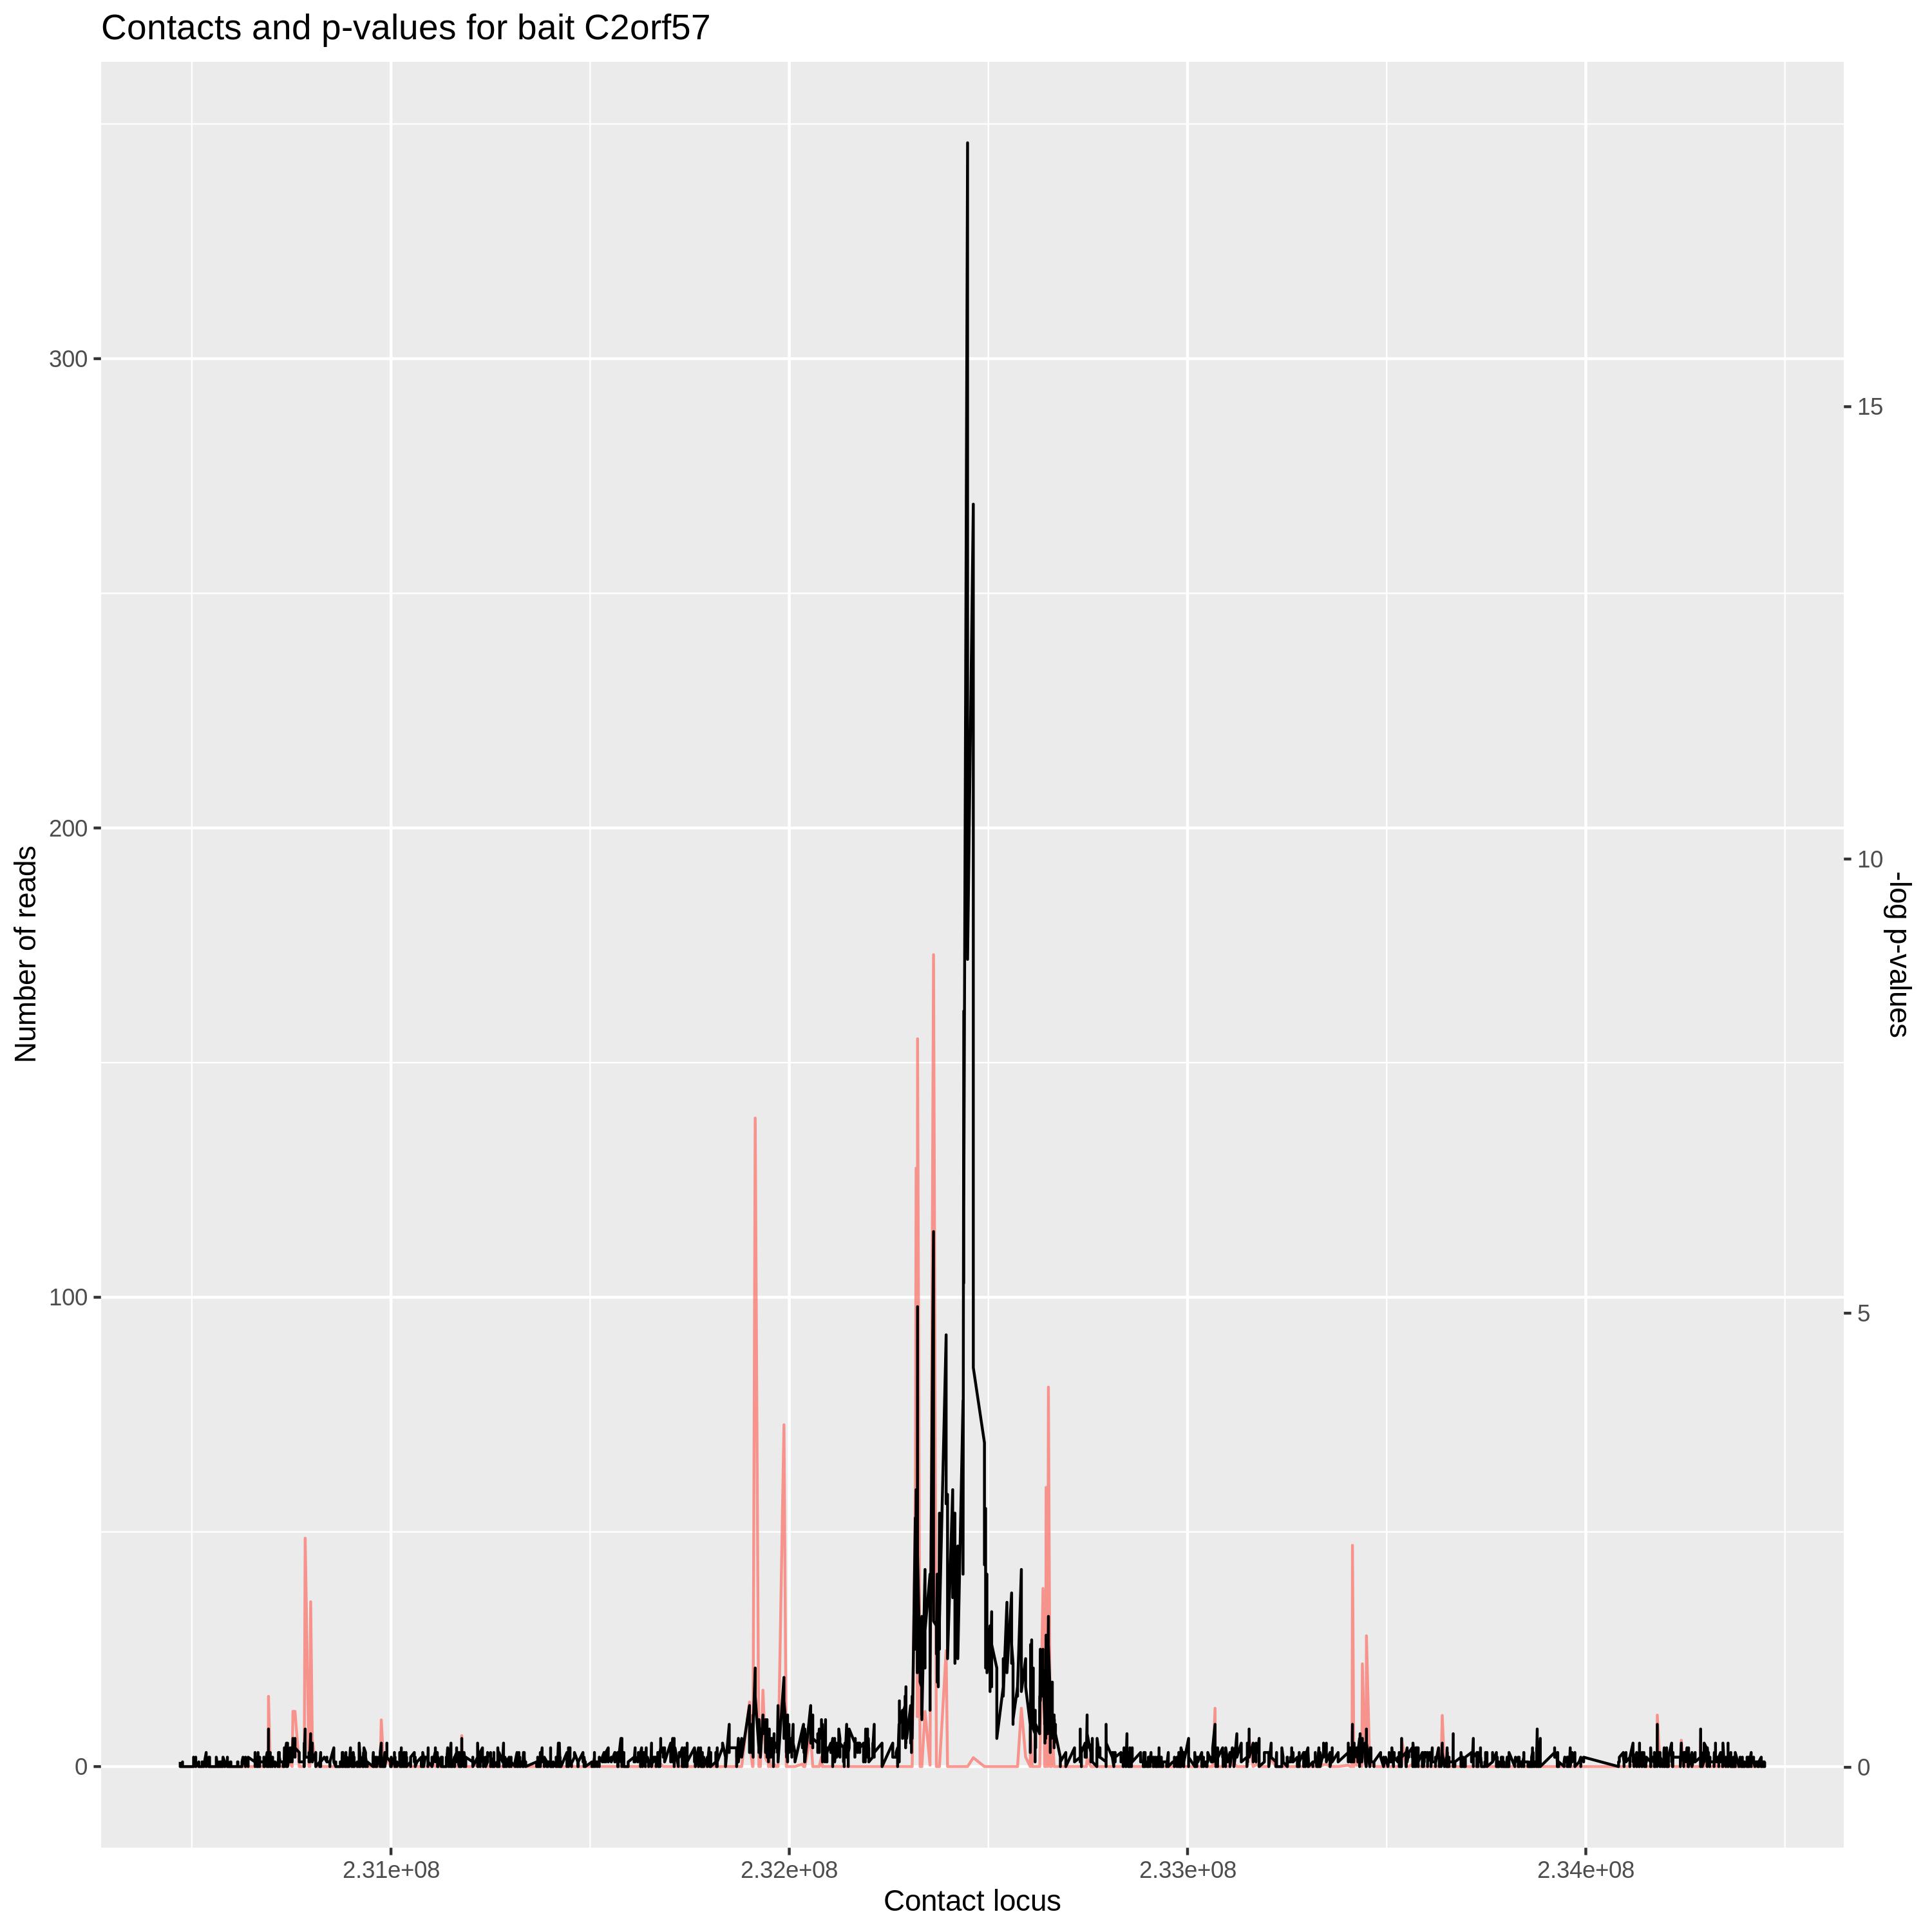 Contacts and p-values for bait C2orf57
300
200
100
0
Number of reads
15
10
5
0
-log p-values
2.31e+08 2.32e+08 2.33e+08 2.34e+08
Contact locus